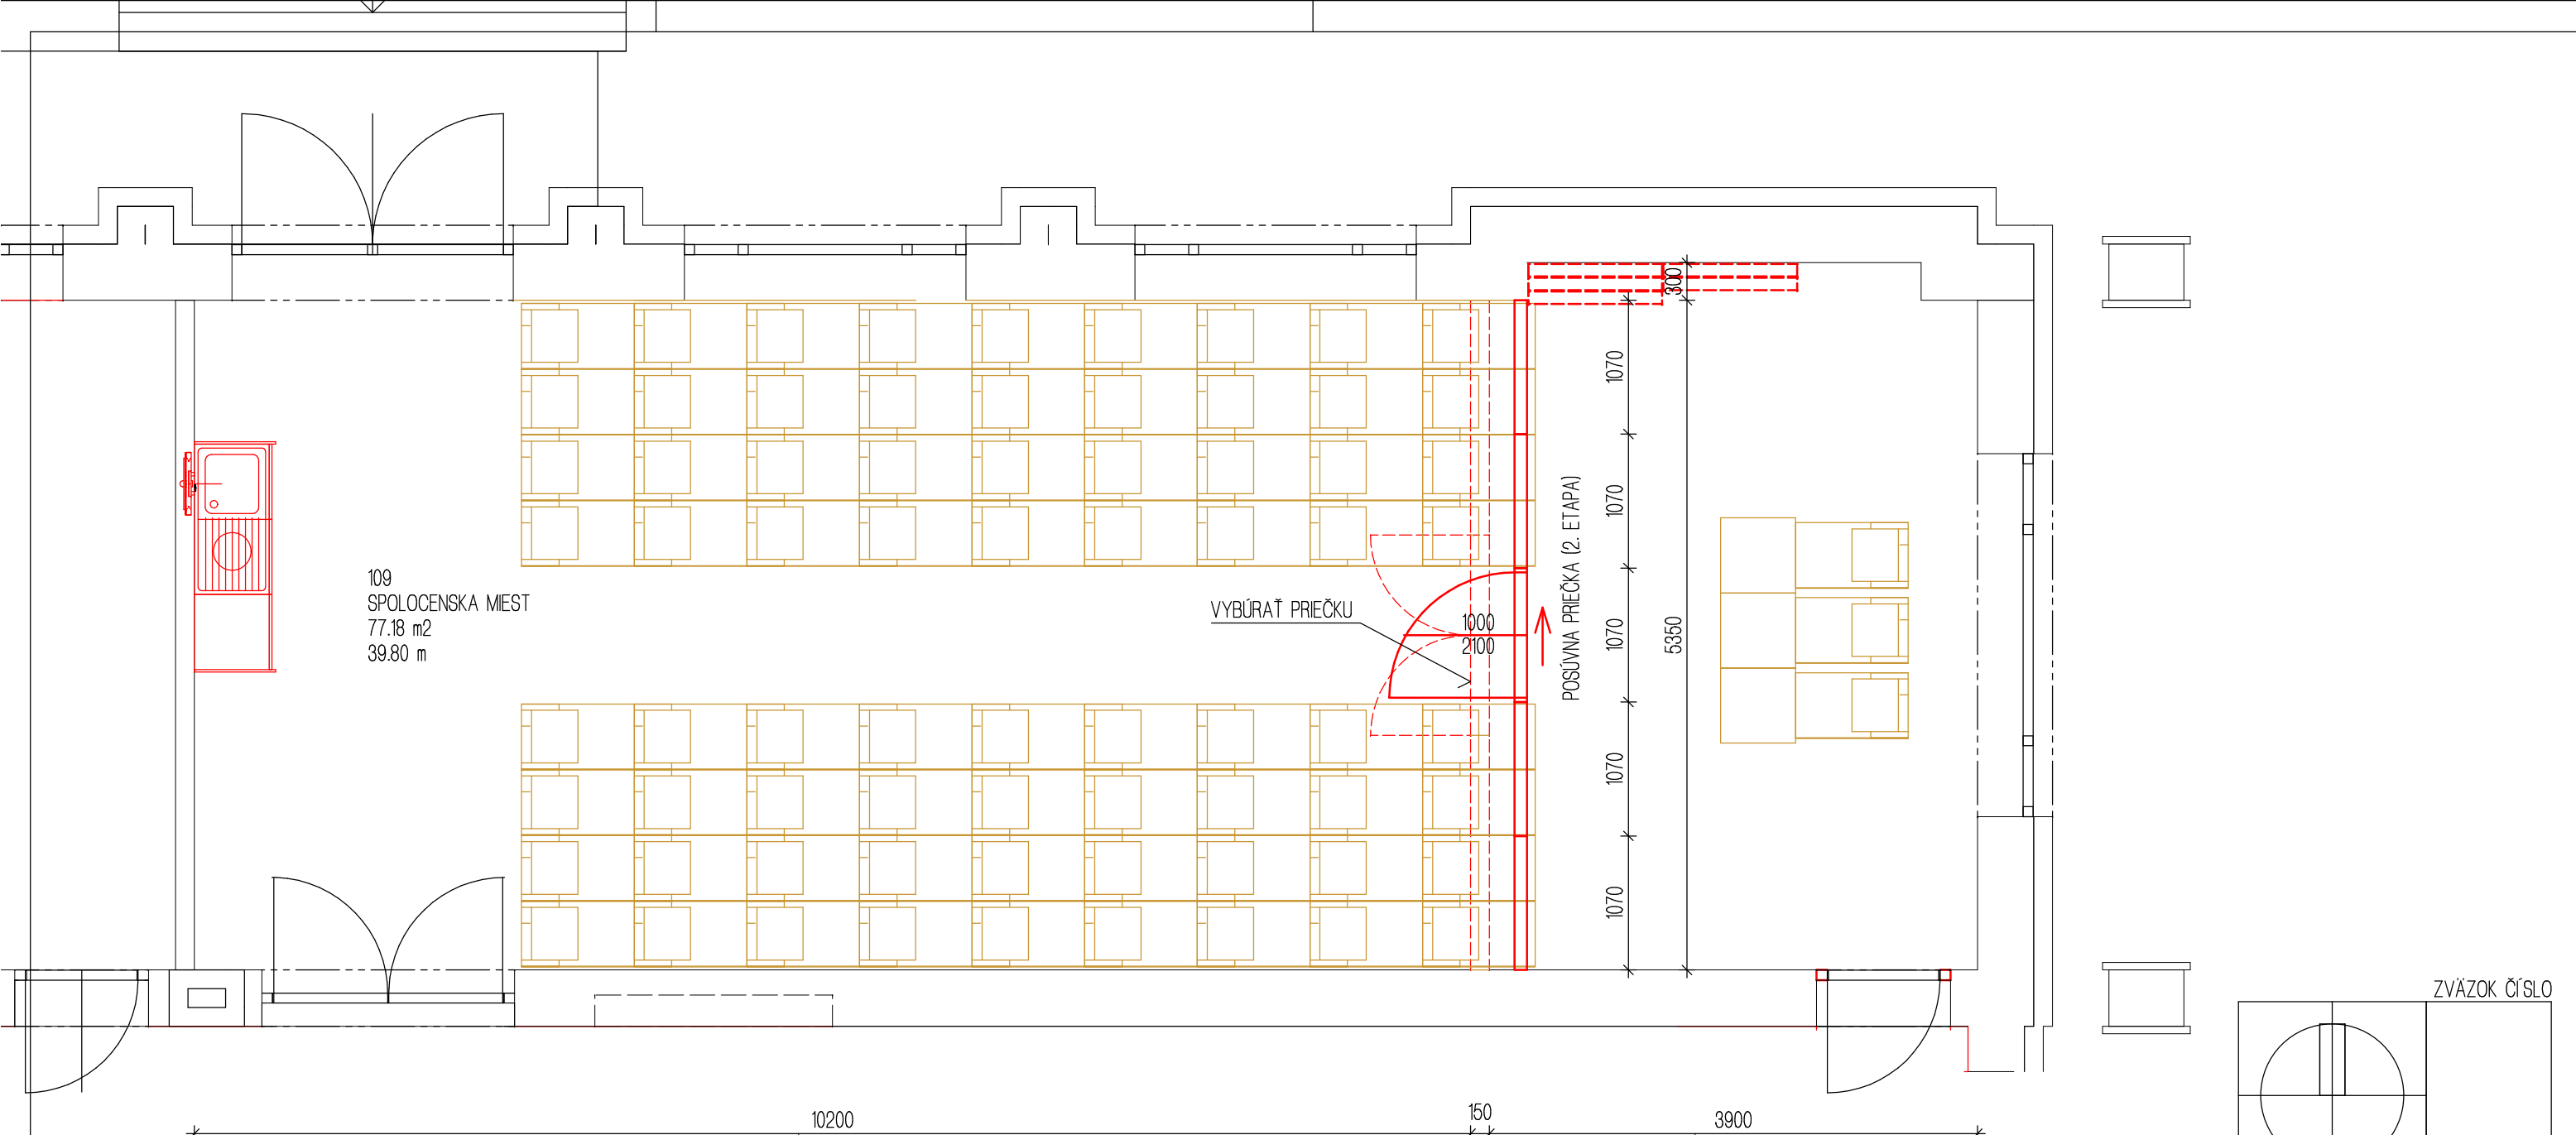 300
1070
1070
1070
1070
1070
5350
POSÚVNA PRIEČKA (2. ETAPA)
109
SPOLOCENSKA MIEST
77.18 m2
39.80 m
VYBÚRAŤ PRIEČKU
1000
2100
ZVÄZOK ČÍSLO
10200
150
3900